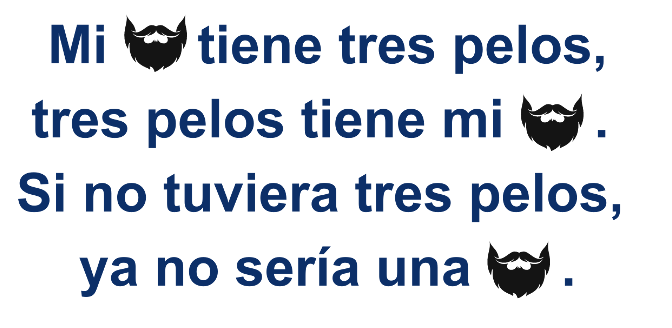 Mi tiene tres pelos,
tres pelos tiene mi .
Si no tuviera tres pelos,
ya no sería una .